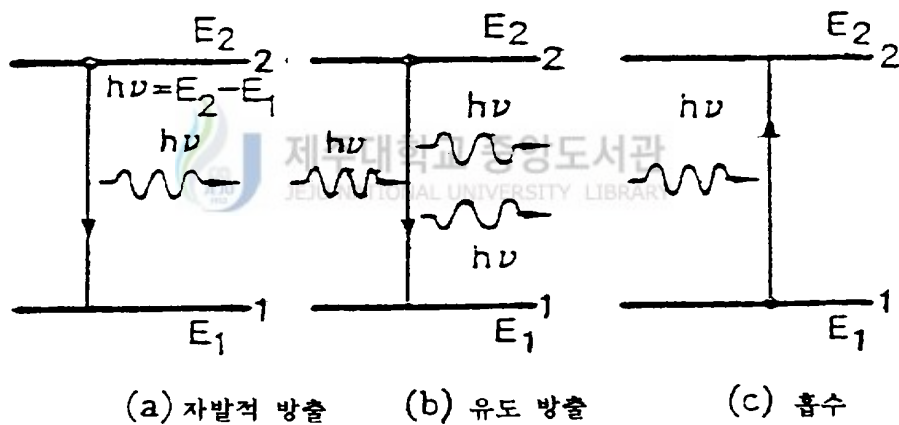 E₂ 2
hν=E₂−E₁
hν
E₁ 1
(a) 자발적 방출
E₂ 2
hν
hν
hν
E₁ 1
(b) 유도 방출
E₂ 2
hν
E₁ 1
(c) 흡수
제주대학교 중앙도서관
JEJU NATIONAL UNIVERSITY LIBRARY